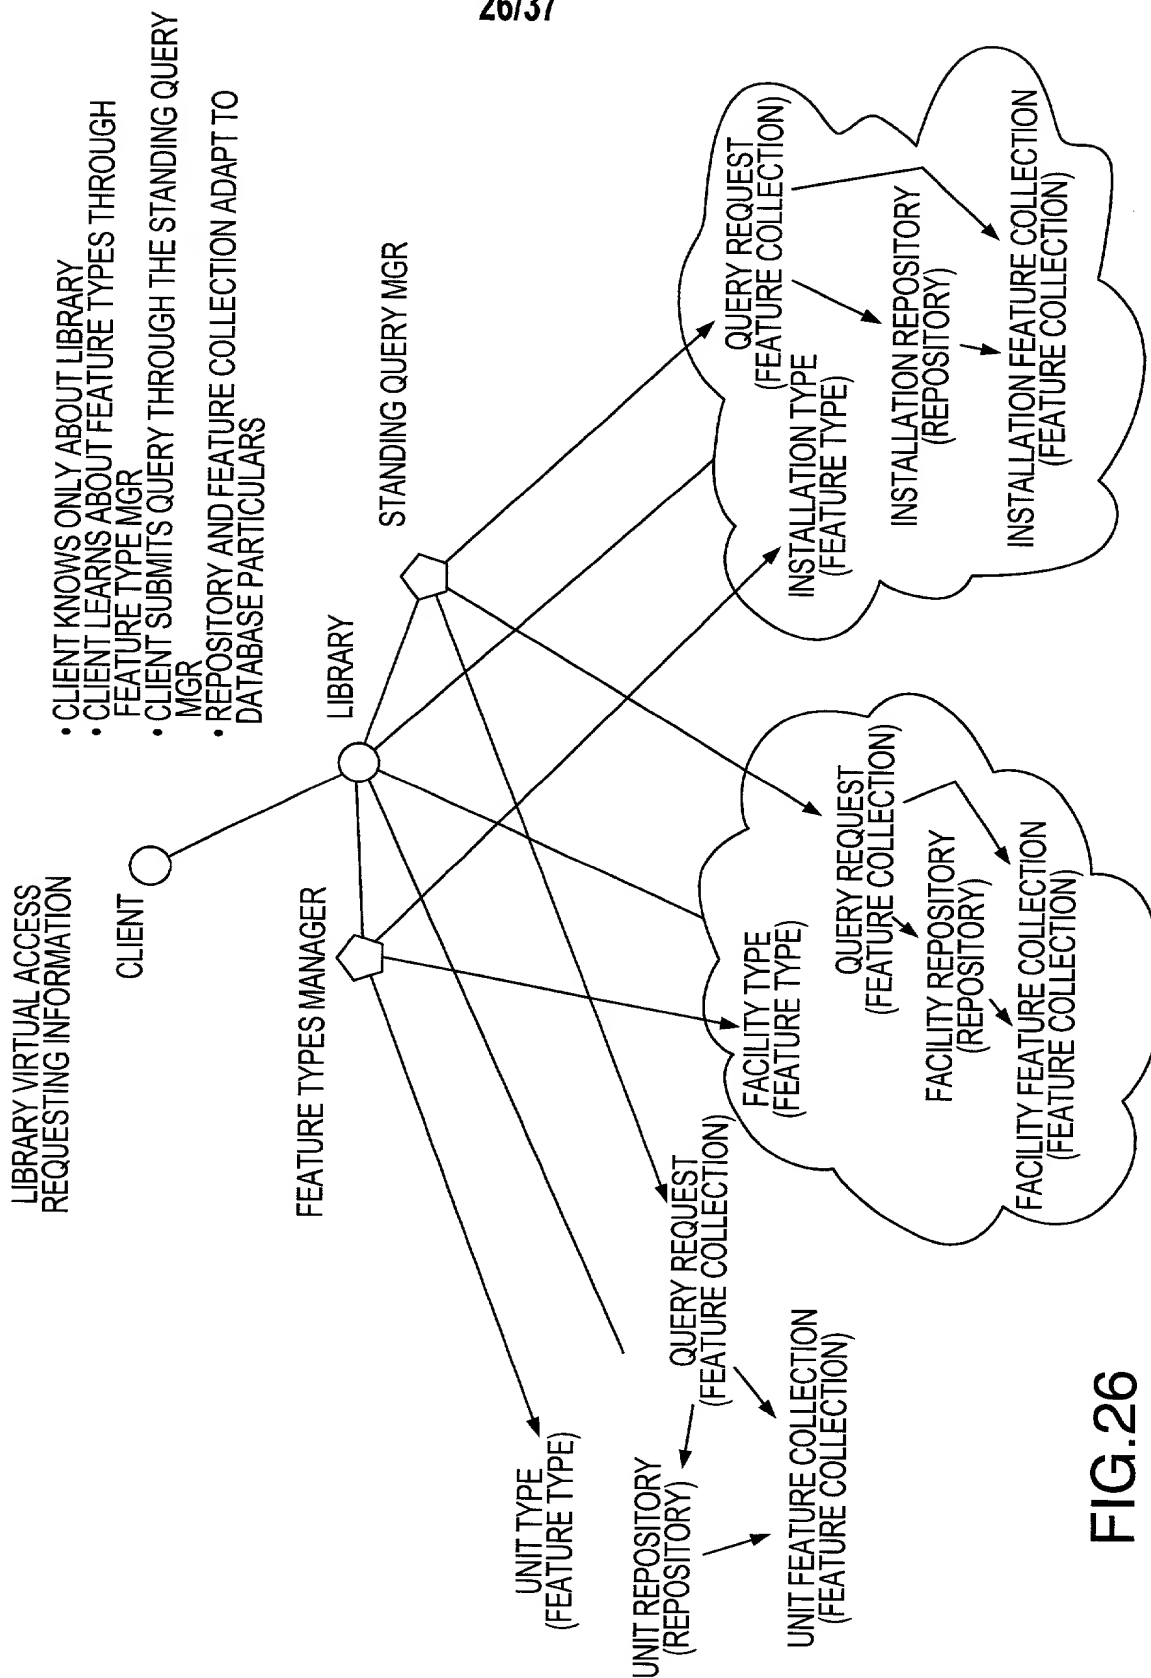 26/37
LIBRARY VIRTUAL ACCESS
REQUESTING INFORMATION
• CLIENT KNOWS ONLY ABOUT LIBRARY
• CLIENT LEARNS ABOUT FEATURE TYPES THROUGH
FEATURE TYPE MGR
• CLIENT SUBMITS QUERY THROUGH THE STANDING QUERY
MGR
• REPOSITORY AND FEATURE COLLECTION ADAPT TO
DATABASE PARTICULARS
CLIENT
LIBRARY
FEATURE TYPES MANAGER
STANDING QUERY MGR
UNIT TYPE
(FEATURE TYPE)
QUERY REQUEST
(FEATURE COLLECTION)
UNIT REPOSITORY
(REPOSITORY)
UNIT FEATURE COLLECTION
(FEATURE COLLECTION)
FACILITY TYPE
(FEATURE TYPE)
QUERY REQUEST
(FEATURE COLLECTION)
FACILITY REPOSITORY
(REPOSITORY)
FACILITY FEATURE COLLECTION
(FEATURE COLLECTION)
QUERY REQUEST
(FEATURE COLLECTION)
INSTALLATION TYPE
(FEATURE TYPE)
INSTALLATION REPOSITORY
(REPOSITORY)
INSTALLATION FEATURE COLLECTION
(FEATURE COLLECTION)
FIG.26